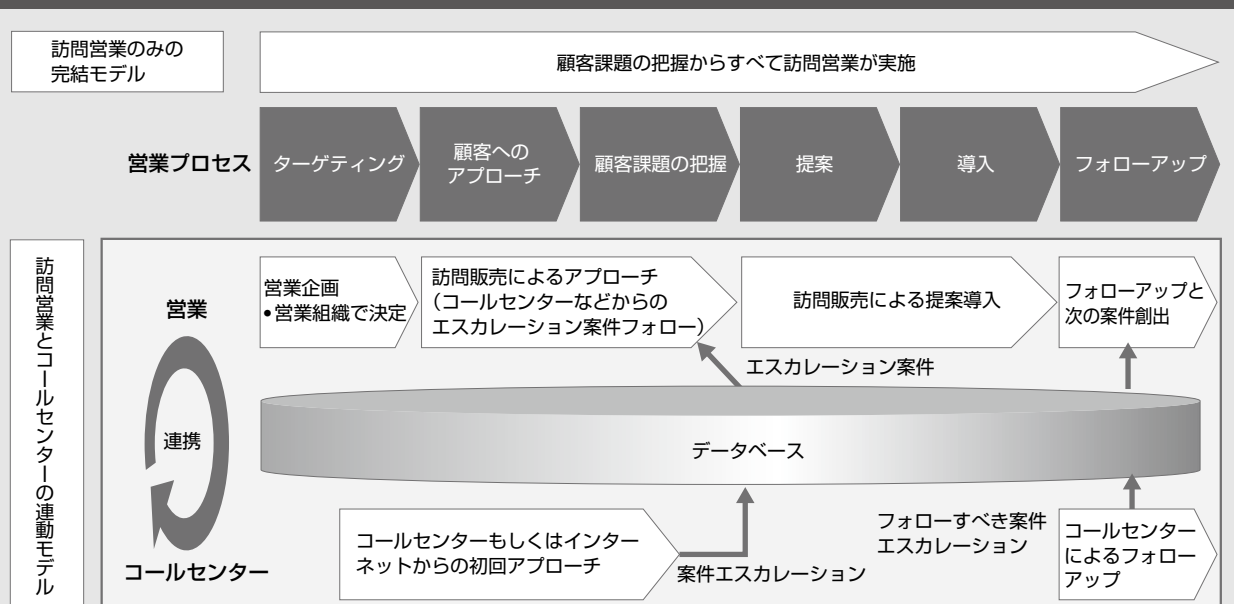 訪問営業のみの
完結モデル
顧客課題の把握からすべて訪問営業が実施
営業プロセス
ターゲティング
顧客への
アプローチ
顧客課題の把握
提案
導入
フォローアップ
訪問営業とコールセンターの連動モデル
営業
連携
コールセンター
営業企画
•営業組織で決定
訪問販売によるアプローチ
（コールセンターなどからの
エスカレーション案件フォロー）
訪問販売による提案導入
フォローアップと
次の案件創出
エスカレーション案件
データベース
コールセンターもしくはインター
ネットからの初回アプローチ
案件エスカレーション
フォローすべき案件
エスカレーション
コールセンター
によるフォロー
アップ